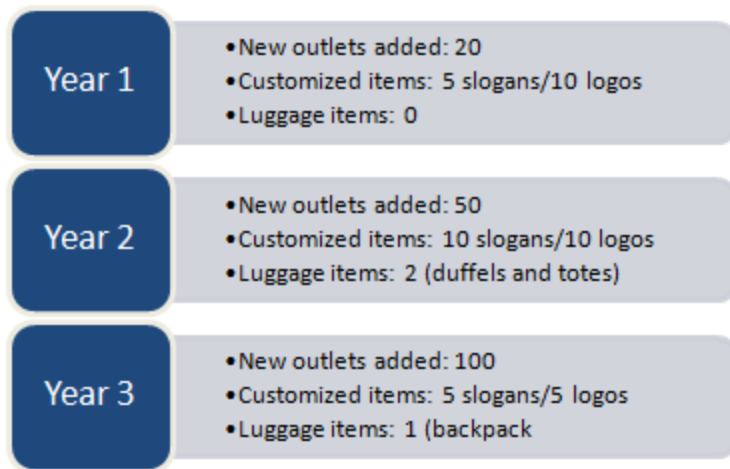 Year 1
•New outlets added: 20
•Customized items: 5 slogans/10 logos
•Luggage items: 0
Year 2
•New outlets added: 50
•Customized items: 10 slogans/10 logos
•Luggage items: 2 (duffels and totes)
Year 3
•New outlets added: 100
•Customized items: 5 slogans/5 logos
•Luggage items: 1 (backpack